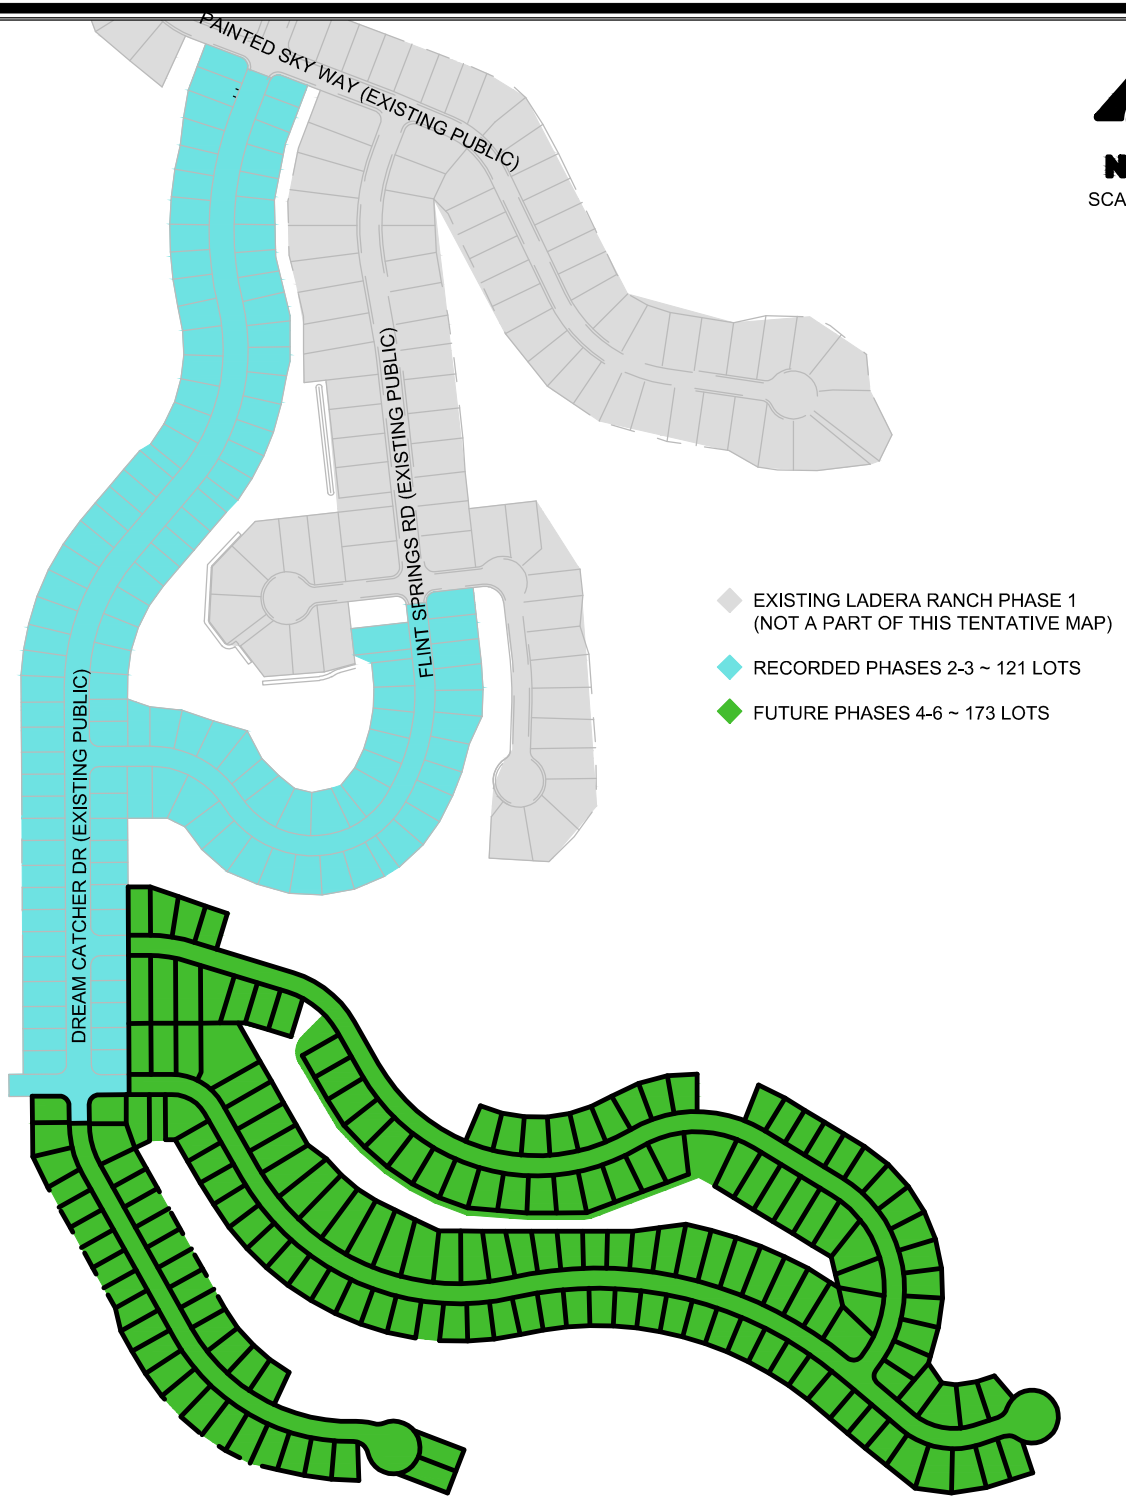 PAINTED SKY WAY (EXISTING PUBLIC)
SCA
FLINT SPRINGS RD (EXISTING PUBLIC)
EXISTING LADERA RANCH PHASE 1
(NOT A PART OF THIS TENTATIVE MAP)
RECORDED PHASES 2-3 ~ 121 LOTS
FUTURE PHASES 4-6 ~ 173 LOTS
DREAM CATCHER DR (EXISTING PUBLIC)